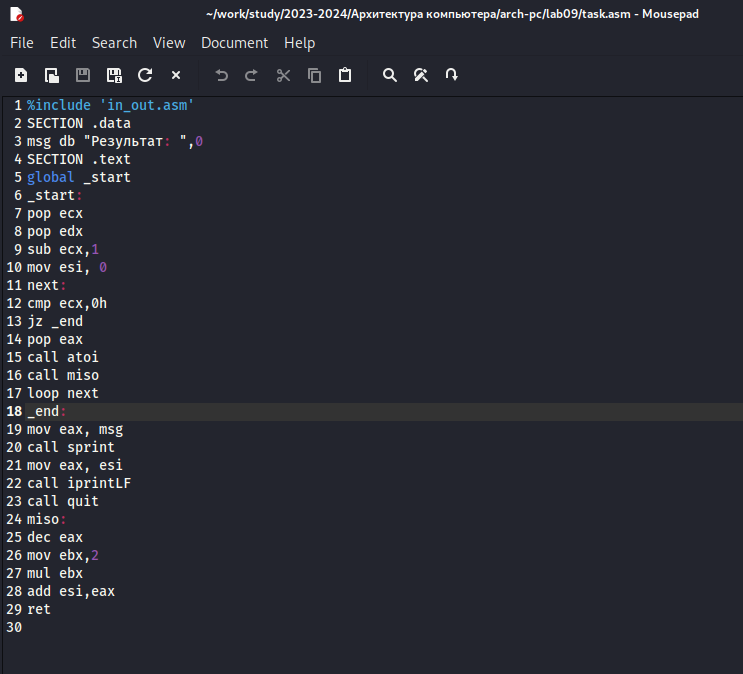 ~/work/study/2023-2024/Архитектура компьютера/arch-pc/lab09/task.asm - Mousepad
File Edit Search View Document Help
1 %include 'in_out.asm'
2 SECTION .data
3 msg db "Результат: ",0
4 SECTION .text
5 global _start
6 _start:
7 pop ecx
8 pop edx
9 sub ecx,1
10 mov esi, 0
11 next:
12 cmp ecx,0h
13 jz _end
14 pop eax
15 call atoi
16 call miso
17 loop next
18 _end:
19 mov eax, msg
20 call sprint
21 mov eax, esi
22 call iprintLF
23 call quit
24 miso:
25 dec eax
26 mov ebx,2
27 mul ebx
28 add esi,eax
29 ret
30